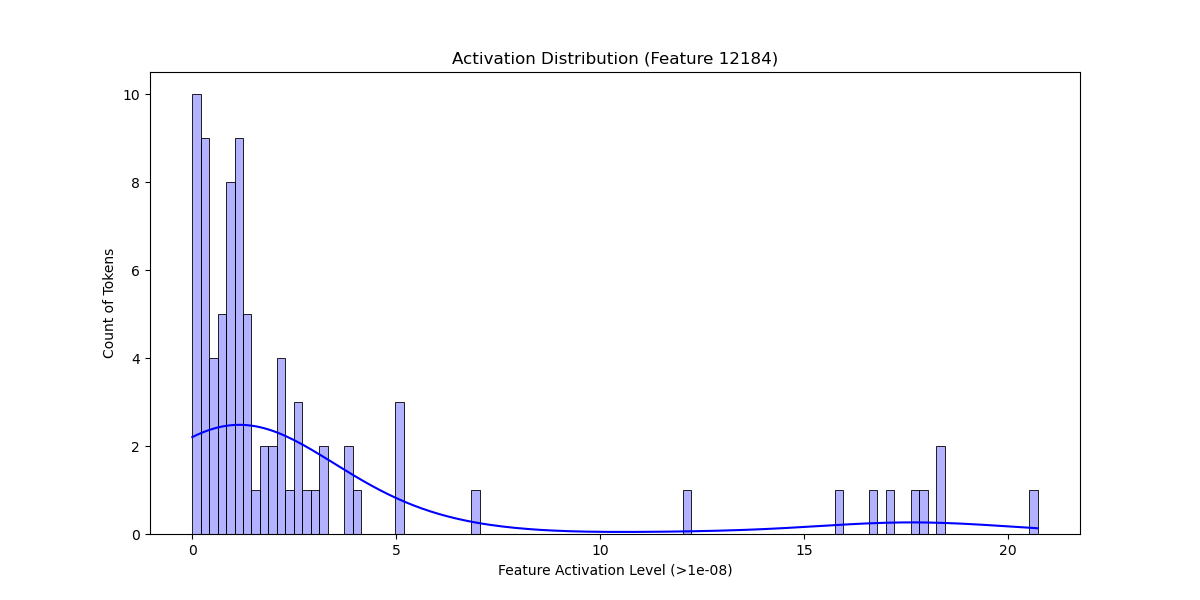 Activation Distribution (Feature 12184)
Count of Tokens
10
8
6
4
2
0
0 5 10 15 20
Feature Activation Level (>1e-08)